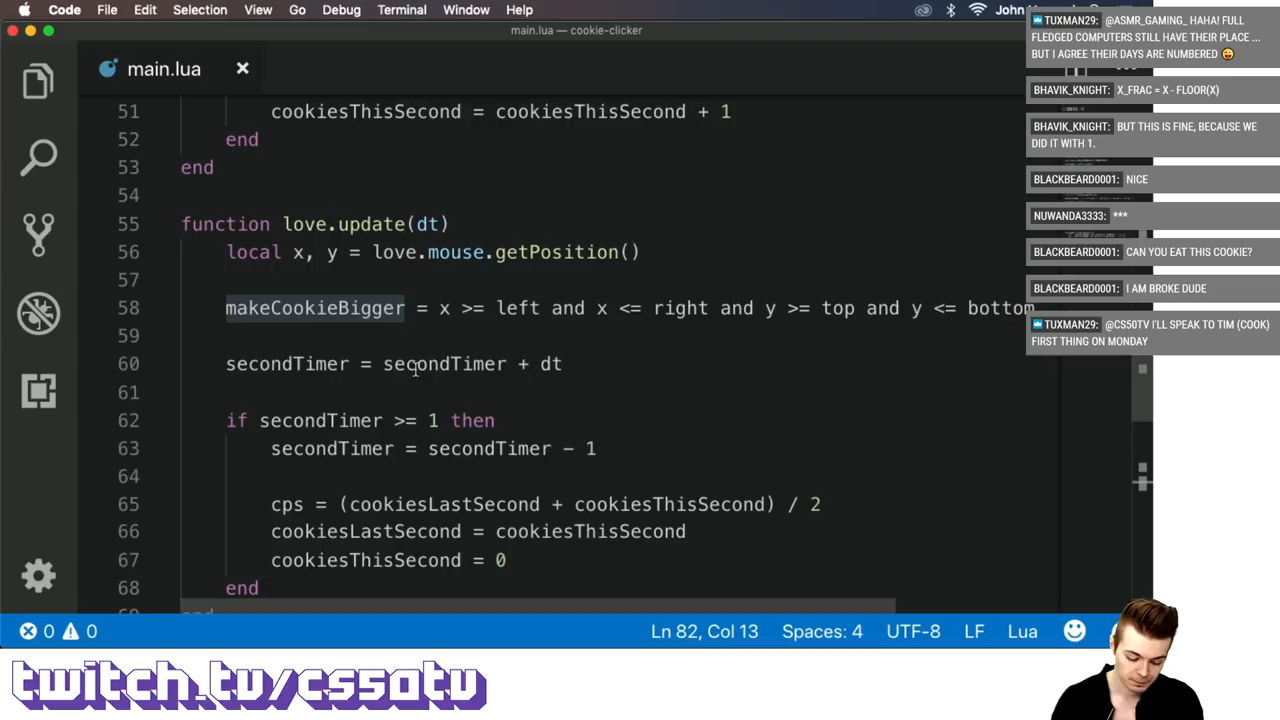 Code File Edit Selection View Go Debug Terminal Window Help
main.lua — cookie-clicker
main.lua
51 cookiesThisSecond = cookiesThisSecond + 1
52 end
53 end
54
55 function love.update(dt)
56 local x, y = love.mouse.getPosition()
57
58 makeCookieBigger = x >= left and x <= right and y >= top and y <= bottom
59
60 secondTimer = secondTimer + dt
61
62 if secondTimer >= 1 then
63 secondTimer = secondTimer - 1
64
65 cps = (cookiesLastSecond + cookiesThisSecond) / 2
66 cookiesLastSecond = cookiesThisSecond
67 cookiesThisSecond = 0
68 end
0 0 Ln 82, Col 13 Spaces: 4 UTF-8 LF Lua
twitch.tv/cs50tv
TUXMAN29: @ASMR_GAMING_ HAHA! FULL
FLEDGED COMPUTERS STILL HAVE THEIR PLACE ...
BUT I AGREE THEIR DAYS ARE NUMBERED 😜
BHAVIK_KNIGHT: X_FRAC = X - FLOOR(X)
BHAVIK_KNIGHT: BUT THIS IS FINE, BECAUSE WE
DID IT WITH 1.
BLACKBEARD0001: NICE
NUWANDA3333: ***
BLACKBEARD0001: CAN YOU EAT THIS COOKIE?
BLACKBEARD0001: I AM BROKE DUDE
TUXMAN29: @CS50TV I'LL SPEAK TO TIM (COOK)
FIRST THING ON MONDAY